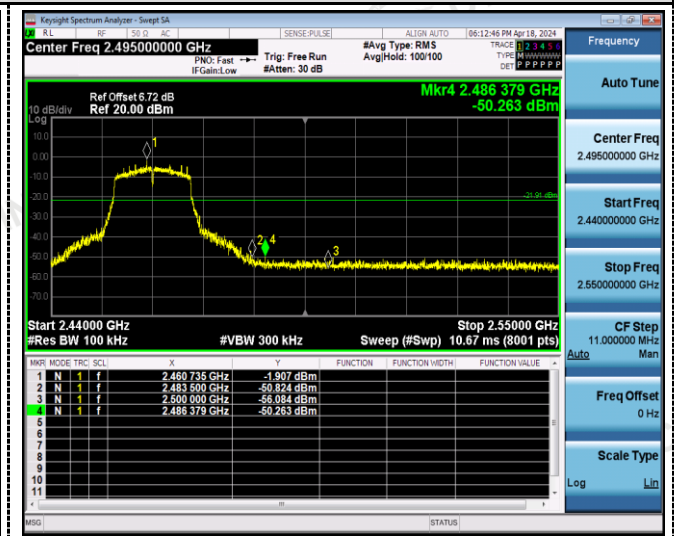 Keysight Spectrum Analyzer - Swept SA
RL RF 50 Ω AC SENSE:PULSE ALIGN AUTO 06:12:46 PM Apr 18, 2024
Center Freq 2.495000000 GHz
PNO: Fast
IFGain:Low
Trig: Free Run
#Atten: 30 dB
#Avg Type: RMS
Avg|Hold: 100/100
TRACE 1 2 3 4 5 6
TYPE M W W W W W
DET P P P P P P
Ref Offset 6.72 dB
10 dB/div Ref 20.00 dBm
Log
Mkr4 2.486 379 GHz
-50.263 dBm
10.0
0.00
-10.0
-20.0
-30.0
-40.0
-50.0
-60.0
-70.0
1
2
4
3
-21.91 dBm
Start 2.44000 GHz Stop 2.55000 GHz
#Res BW 100 kHz #VBW 300 kHz Sweep (#Swp) 10.67 ms (8001 pts)
MKR MODE TRC SCL X Y FUNCTION FUNCTION WIDTH FUNCTION VALUE
1 N 1 f 2.460 735 GHz -1.907 dBm
2 N 1 f 2.483 500 GHz -50.824 dBm
3 N 1 f 2.500 000 GHz -56.084 dBm
4 N 1 f 2.486 379 GHz -50.263 dBm
5
6
7
8
9
10
11
MSG STATUS
Frequency
Auto Tune
Center Freq
2.495000000 GHz
Start Freq
2.440000000 GHz
Stop Freq
2.550000000 GHz
CF Step
11.000000 MHz
Auto Man
Freq Offset
0 Hz
Scale Type
Log Lin